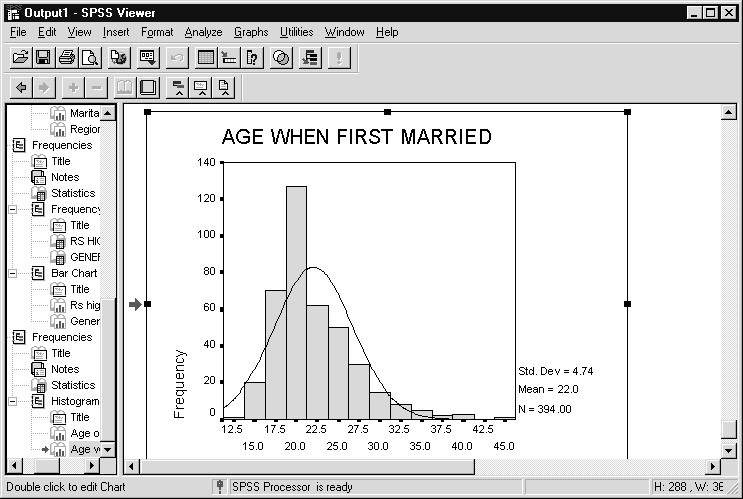 Output1 - SPSS Viewer
File Edit View Insert Format Analyze Graphs Utilities Window Help
Marita
Region
Frequencies
Title
Notes
Statistics
Frequency
Title
RS HI
GENE
Bar Chart
Title
Rs hig
Gener
Frequencies
Title
Notes
Statistics
Histogram
Title
Age o
Age
AGE WHEN FIRST MARRIED
140
120
100
80
60
40
20
0
Frequency
12.5 17.5 22.5 27.5 32.5 37.5 42.5
15.0 20.0 25.0 30.0 35.0 40.0 45.0
Std. Dev = 4.74
Mean = 22.0
N = 394.00
Double click to edit Chart
SPSS Processor is ready
H: 288 , W: 36